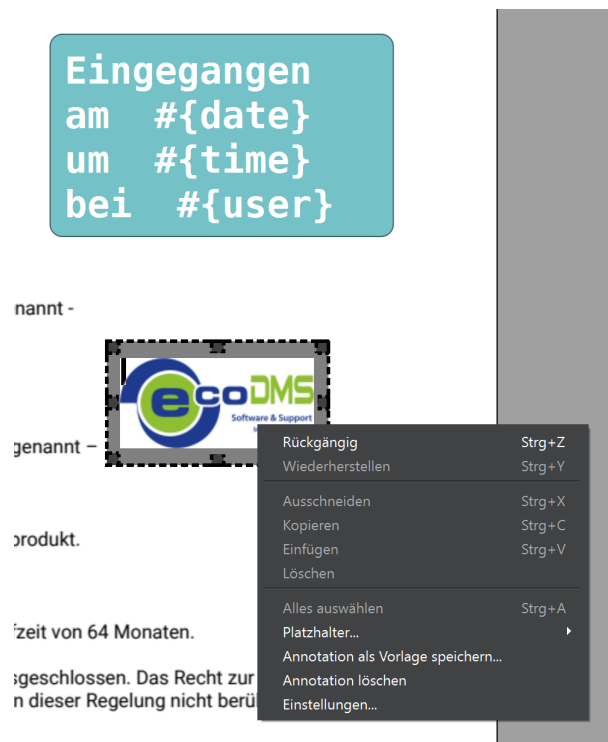 Eingegangen
am #{date}
um #{time}
bei #{user}
nannt -
ecoDMS
Software & Support
genannt –
Rückgängig Strg+Z
Wiederherstellen Strg+Y
Ausschneiden Strg+X
Kopieren Strg+C
Einfügen Strg+V
Löschen
produkt.
Alles auswählen Strg+A
fzeit von 64 Monaten.
Platzhalter...
Annotation als Vorlage speichern...
sgeschlossen. Das Recht zur
Annotation löschen
n dieser Regelung nicht
Einstellungen...